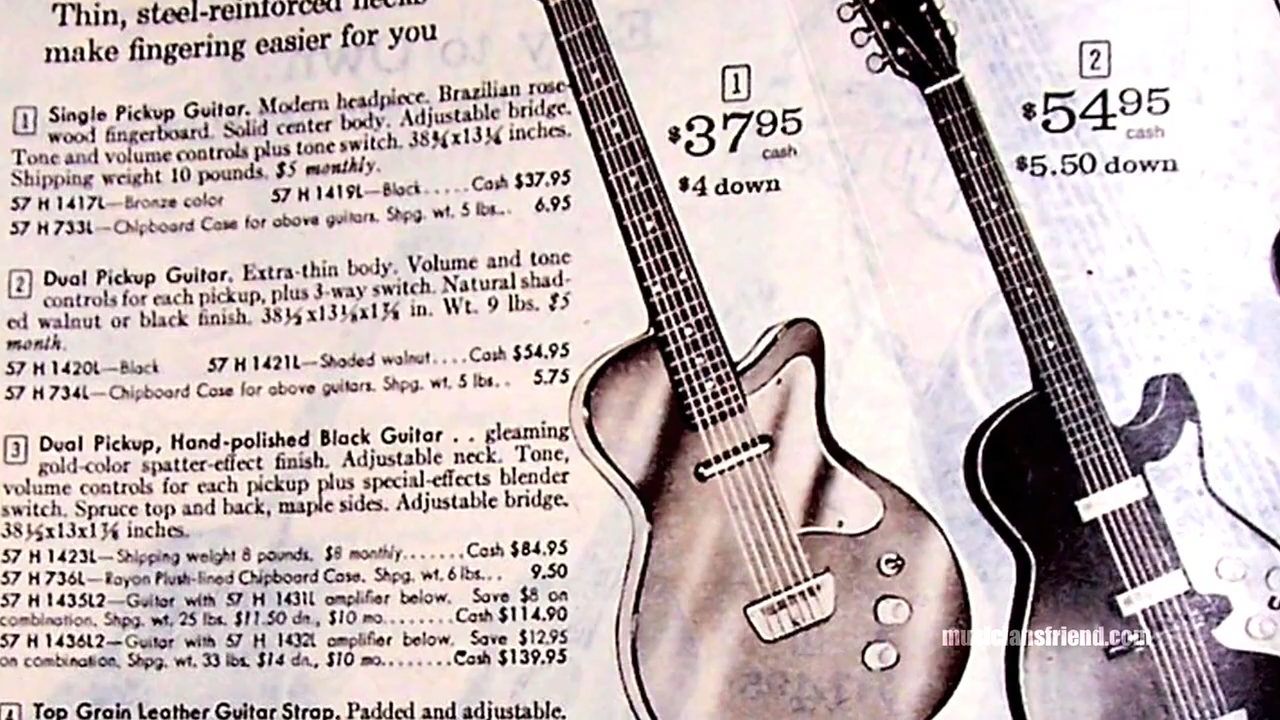 Thin, steel-reinforced necks
make fingering easier for you
1 Single Pickup Guitar. Modern headpiece. Brazilian rose-
wood fingerboard. Solid center body. Adjustable bridge.
Tone and volume controls plus tone switch. 38¾x13¼ inches.
Shipping weight 10 pounds. $5 monthly.
57 H 1417L—Bronze color 57 H 1419L—Black.....Cash $37.95
57 H 733L—Chipboard Case for above guitars. Shpg. wt. 5 lbs... 6.95
2 Dual Pickup Guitar. Extra-thin body. Volume and tone
controls for each pickup, plus 3-way switch. Natural shad-
ed walnut or black finish. in. Wt. 9 lbs. $5
month.
57 H 1420L—Black 57 H 1421L—Shaded walnut....Cash $54.95
57 H 734L—Chipboard Case for above guitars. Shpg. wt. 5 lbs.. 5.75
3 Dual Pickup, Hand-polished Black Guitar . . gleaming
gold-color spatter-effect finish. Adjustable neck. Tone,
volume controls for each pickup plus special-effects blender
switch. Spruce top and back, maple sides. Adjustable bridge.
inches.
57 H 1423L—Shipping weight 8 pounds. $8 monthly.......Cash $84.95
57 H 736L—Rayon Plush-lined Chipboard Case. Shpg. wt. 6 lbs... 9.50
57 H 1435L2—Guitar with 57 H 1431L amplifier below. Save $8 on
combination. Shpg. wt. 25 lbs. $11.50 dn., $10 mo........Cash $114.90
57 H 1436L2—Guitar with 57 H 1432L amplifier below. Save $12.95
on combination. Shpg. wt. 33 lbs. $14 dn., $10 mo........Cash $139.95
Top Grain Leather Guitar Strap. Padded and adjustable.
1
$37.95
cash
$4 down
2
$54.95
cash
$5.50 down
musiciansfriend.com